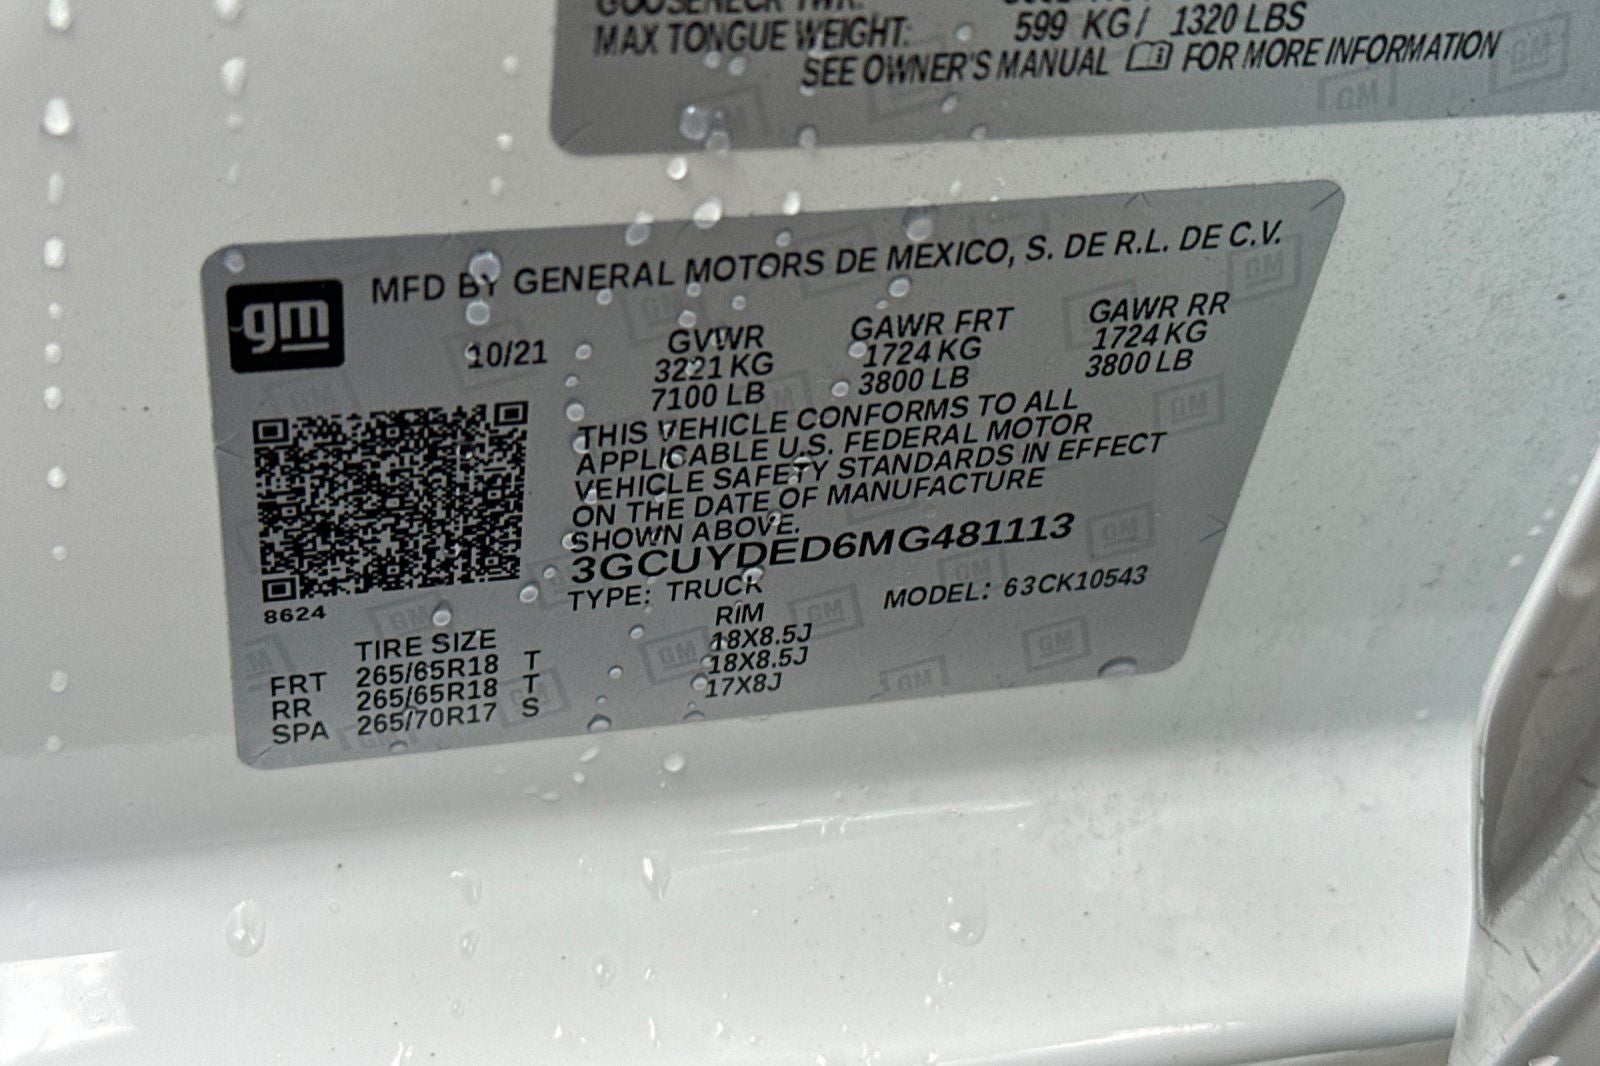 MAX TONGUE WEIGHT: 599 KG/ 1320 LBS
SEE OWNER'S MANUAL FOR MORE INFORMATION
gm
MFD BY GENERAL MOTORS DE MEXICO, S. DE R.L. DE C.V.
10/21 GVWR GAWR FRT GAWR RR
3221 KG 1724 KG 1724 KG
7100 LB 3800 LB 3800 LB
THIS VEHICLE CONFORMS TO ALL
APPLICABLE U.S. FEDERAL MOTOR
VEHICLE SAFETY STANDARDS IN EFFECT
ON THE DATE OF MANUFACTURE
SHOWN ABOVE.
3GCUYDED6MG481113
TYPE: TRUCK MODEL: 63CK10543
8624
TIRE SIZE RIM
FRT 265/65R18 T 18X8.5J
RR 265/65R18 T 18X8.5J
SPA 265/70R17 S 17X8J